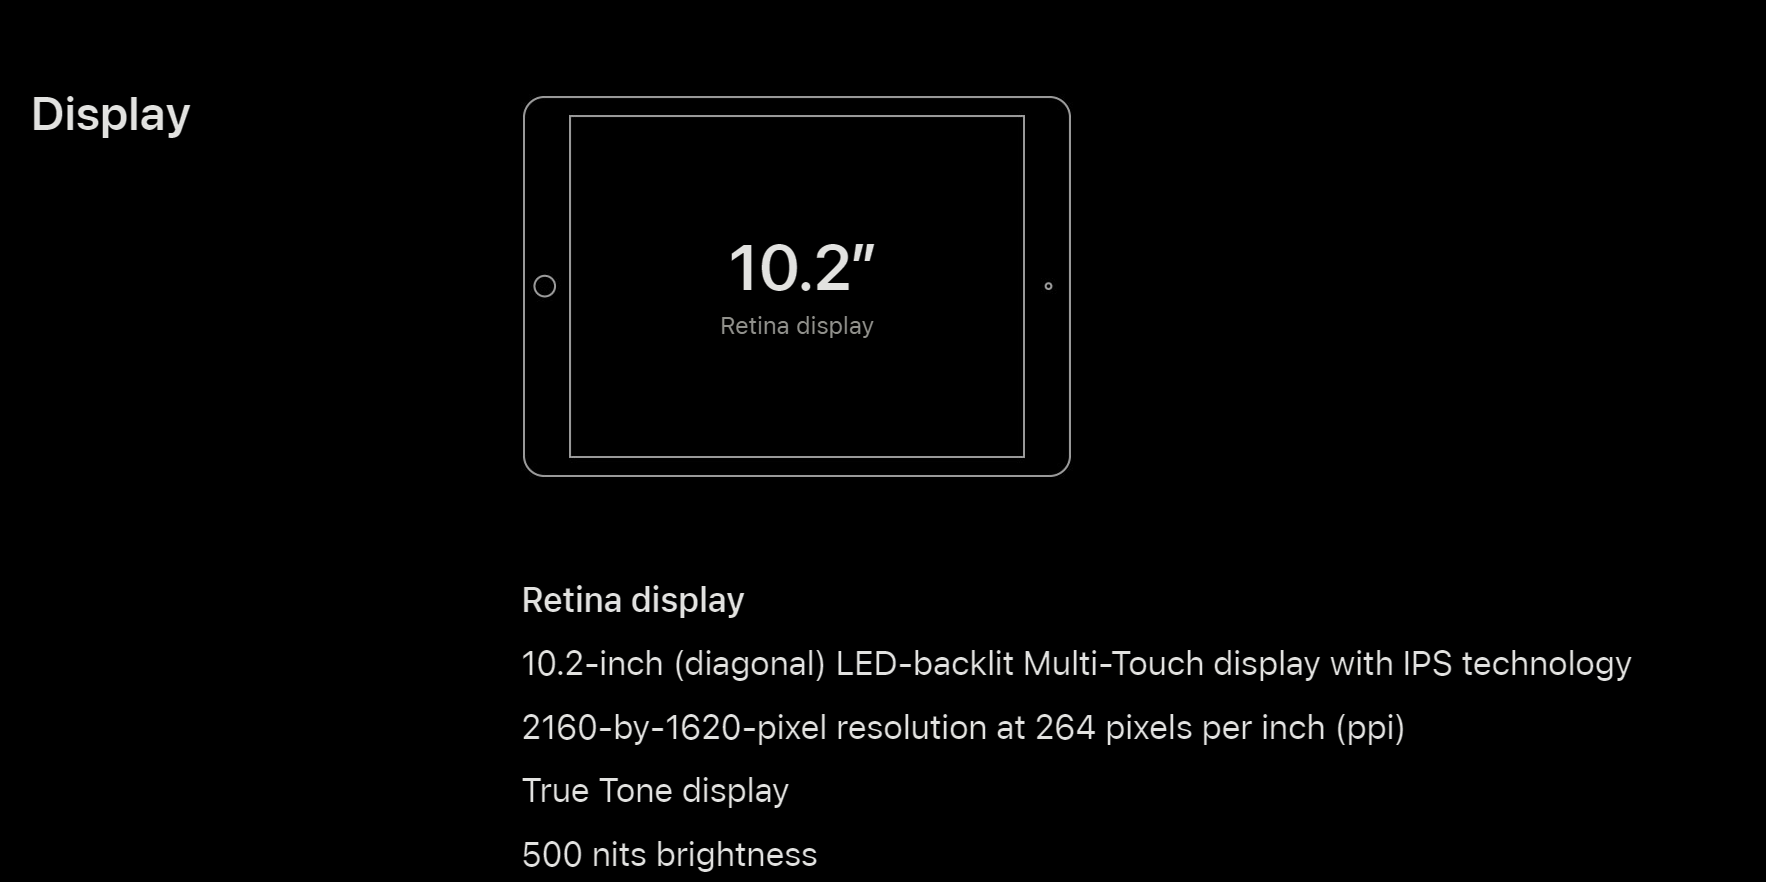 Display
10.2″
Retina display
Retina display
10.2-inch (diagonal) LED-backlit Multi-Touch display with IPS technology
2160-by-1620-pixel resolution at 264 pixels per inch (ppi)
True Tone display
500 nits brightness